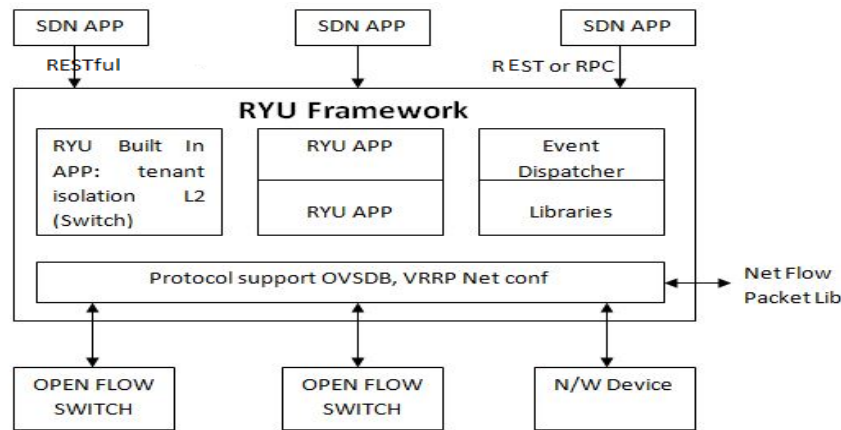 SDN APP
SDN APP
SDN APP
RESTful
REST or RPC
RYU Framework
RYU Built In
APP: tenant
isolation L2
(Switch)
RYU APP
RYU APP
Event
Dispatcher
Libraries
Protocol support OVSDB, VRRP Net conf
Net Flow
Packet Lib
OPEN FLOW
SWITCH
OPEN FLOW
SWITCH
N/W Device